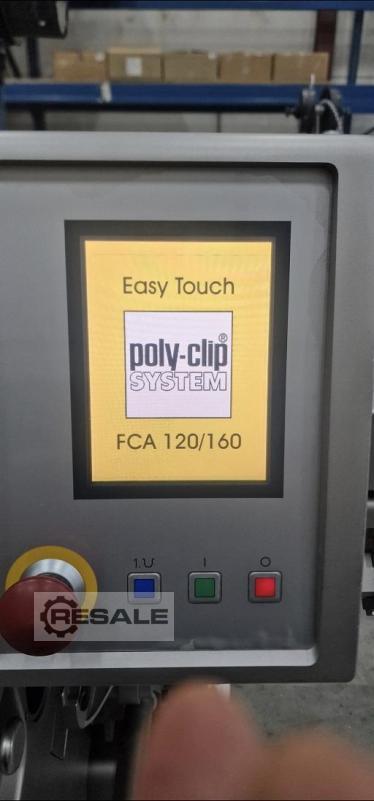 Easy Touch
poly-clip®
SYSTEM
FCA 120/160
1.U I O
RESALE